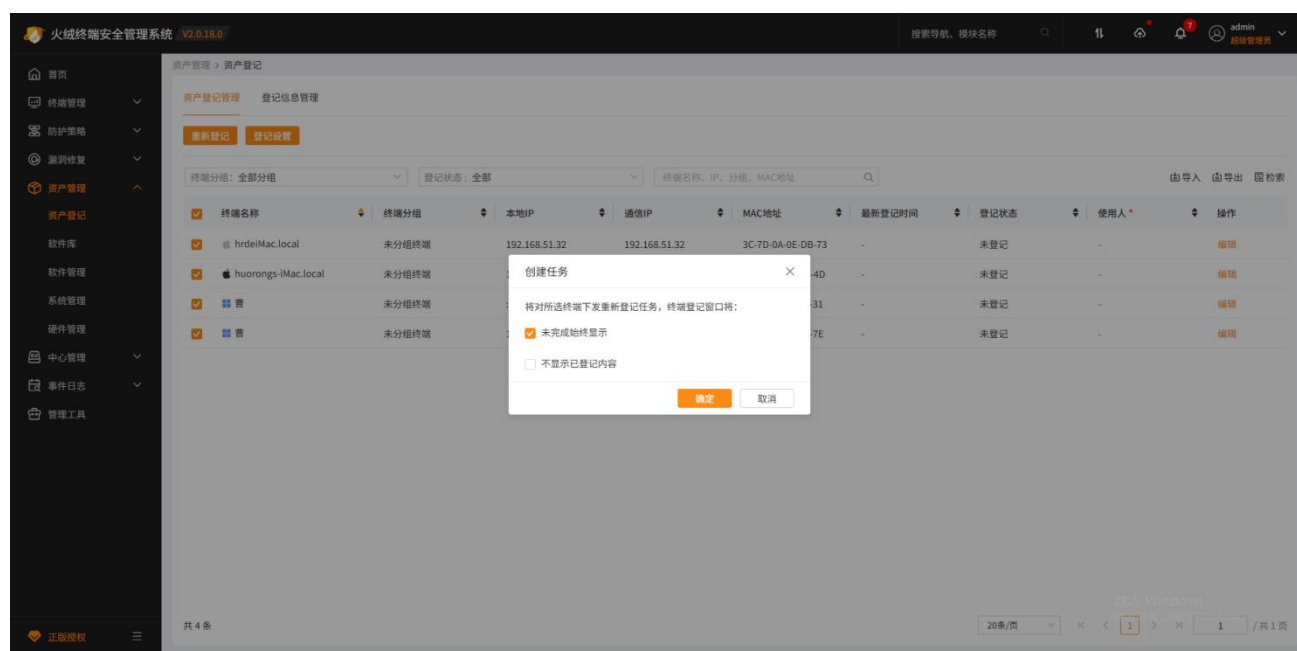 火绒终端安全管理系统 V2.0.18.0
搜索导航、模块名称
7
admin
超级管理员
首页
终端管理
防护策略
漏洞修复
资产管理
资产登记
软件库
软件管理
系统管理
硬件管理
中心管理
事件日志
管理工具
正版授权
资产管理 > 资产登记
资产登记管理 登记信息管理
重新登记 登记设置
终端分组: 全部分组 登记状态: 全部 终端名称、IP、分组、MAC地址 导入 导出 检索
终端名称 终端分组 本地IP 通信IP MAC地址 最新登记时间 登记状态 使用人* 操作
hrdeiMac.local 未分组终端 192.168.51.32 192.168.51.32 3C-7D-0A-0E-DB-73 - 未登记 - 编辑
huorongs-iMac.local 未分组终端 -4D - 未登记 - 编辑
曹 未分组终端 -31 - 未登记 - 编辑
曹 未分组终端 -7E - 未登记 - 编辑
创建任务
将对所选终端下发重新登记任务，终端登记窗口将:
未完成始终显示
不显示已登记内容
确定 取消
激活 Windows
共 4 条 20条/页 1 1 / 共 1 页